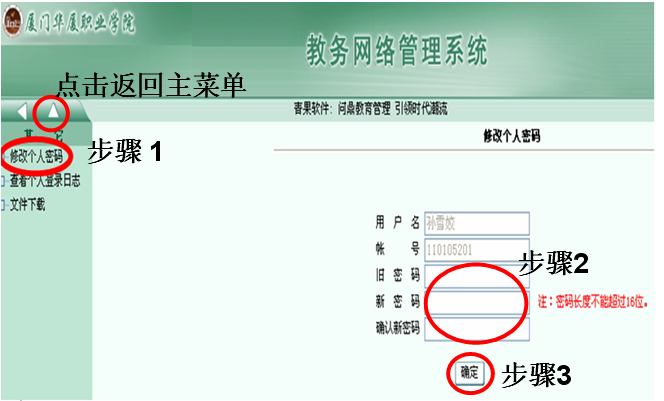 厦门华厦职业学院
教务网络管理系统
点击返回主菜单
青果软件: 问鼎教育管理 引领时代潮流
其 它
修改个人密码
步骤 1
修改个人密码
查看个人登录日志
文件下载
用 户 名 孙雪姣
帐 号 110105201
步骤2
旧 密 码
新 密 码 注：密码长度不能超过16位。
确认新密码
确定 步骤3